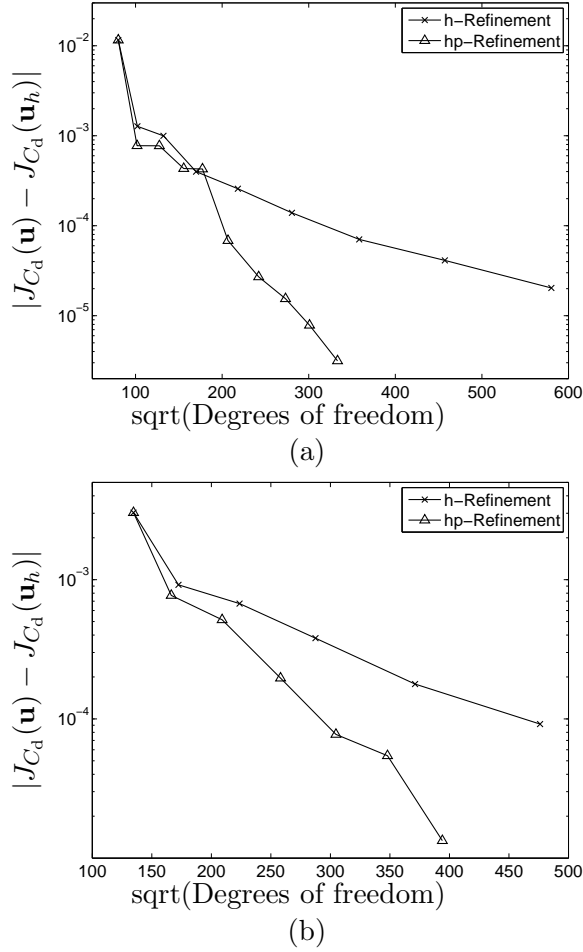 h−Refinement
hp−Refinement
10−2
10−3
10−4
10−5
|J_{C_d}(u) − J_{C_d}(u_h)|
100 200 300 400 500 600
sqrt(Degrees of freedom)
(a)
h−Refinement
hp−Refinement
10−3
10−4
|J_{C_d}(u) − J_{C_d}(u_h)|
100 150 200 250 300 350 400 450 500
sqrt(Degrees of freedom)
(b)